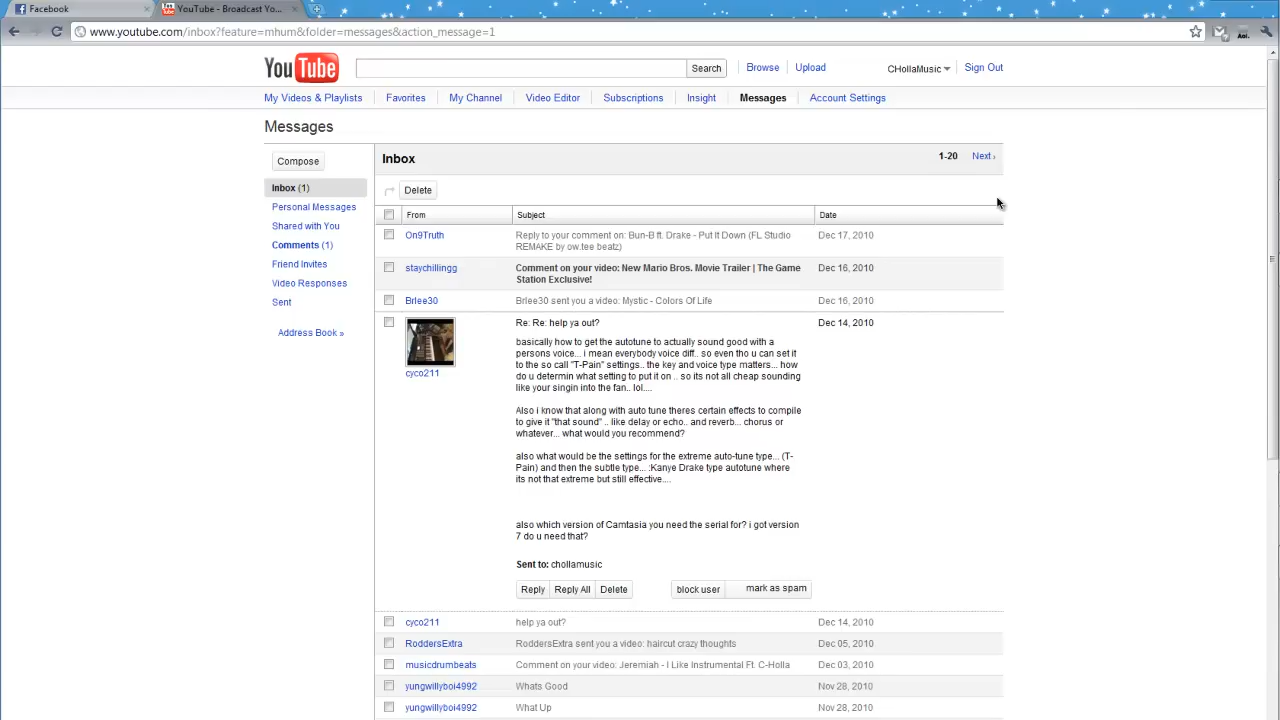 Facebook
YouTube - Broadcast Yo...
www.youtube.com/inbox?feature=mhum&folder=messages&action_message=1
YouTube
Search
Browse
Upload
CHollaMusic
Sign Out
My Videos & Playlists
Favorites
My Channel
Video Editor
Subscriptions
Insight
Messages
Account Settings
Messages
Compose
Inbox (1)
Personal Messages
Shared with You
Comments (1)
Friend Invites
Video Responses
Sent
Address Book »
Inbox
1-20
Next ›
Delete
From
Subject
Date
On9Truth
Reply to your comment on: Bun-B ft. Drake - Put It Down (FL Studio
REMAKE by ow.tee beatz)
Dec 17, 2010
staychillingg
Comment on your video: New Mario Bros. Movie Trailer | The Game
Station Exclusive!
Dec 16, 2010
Brlee30
Brlee30 sent you a video: Mystic - Colors Of Life
Dec 16, 2010
cyco211
Re: Re: help ya out?
Dec 14, 2010
basically how to get the autotune to actually sound good with a
persons voice... i mean everybody voice diff.. so even tho u can set it
to the so call "T-Pain" settings.. the key and voice type matters... how
do u determin what setting to put it on .. so its not all cheap sounding
like your singin into the fan.. lol....
Also i know that along with auto tune theres certain effects to compile
to give it "that sound" .. like delay or echo.. and reverb... chorus or
whatever... what would you recommend?
also what would be the settings for the extreme auto-tune type... (T-
Pain) and then the subtle type... :Kanye Drake type autotune where
its not that extreme but still effective....
also which version of Camtasia you need the serial for? i got version
7 do u need that?
Sent to: chollamusic
Reply
Reply All
Delete
block user
mark as spam
cyco211
help ya out?
Dec 14, 2010
RoddersExtra
RoddersExtra sent you a video: haircut crazy thoughts
Dec 05, 2010
musicdrumbeats
Comment on your video: Jeremiah - I Like Instrumental Ft. C-Holla
Dec 03, 2010
yungwillyboi4992
Whats Good
Nov 28, 2010
yungwillyboi4992
What Up
Nov 28, 2010